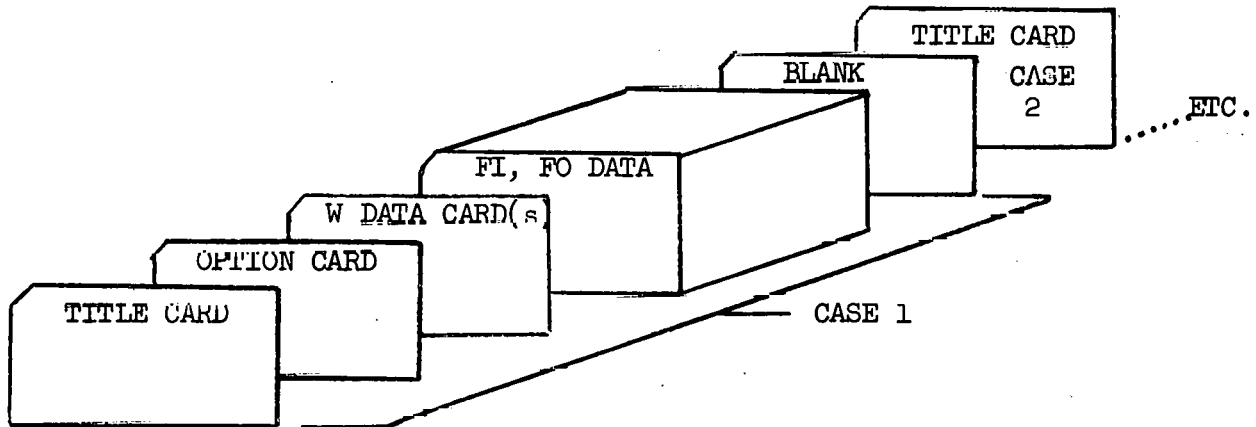 TITLE CARD
CASE
2
BLANK
ETC.
FI, FO DATA
W DATA CARD(s)
OPTION CARD
TITLE CARD
CASE 1